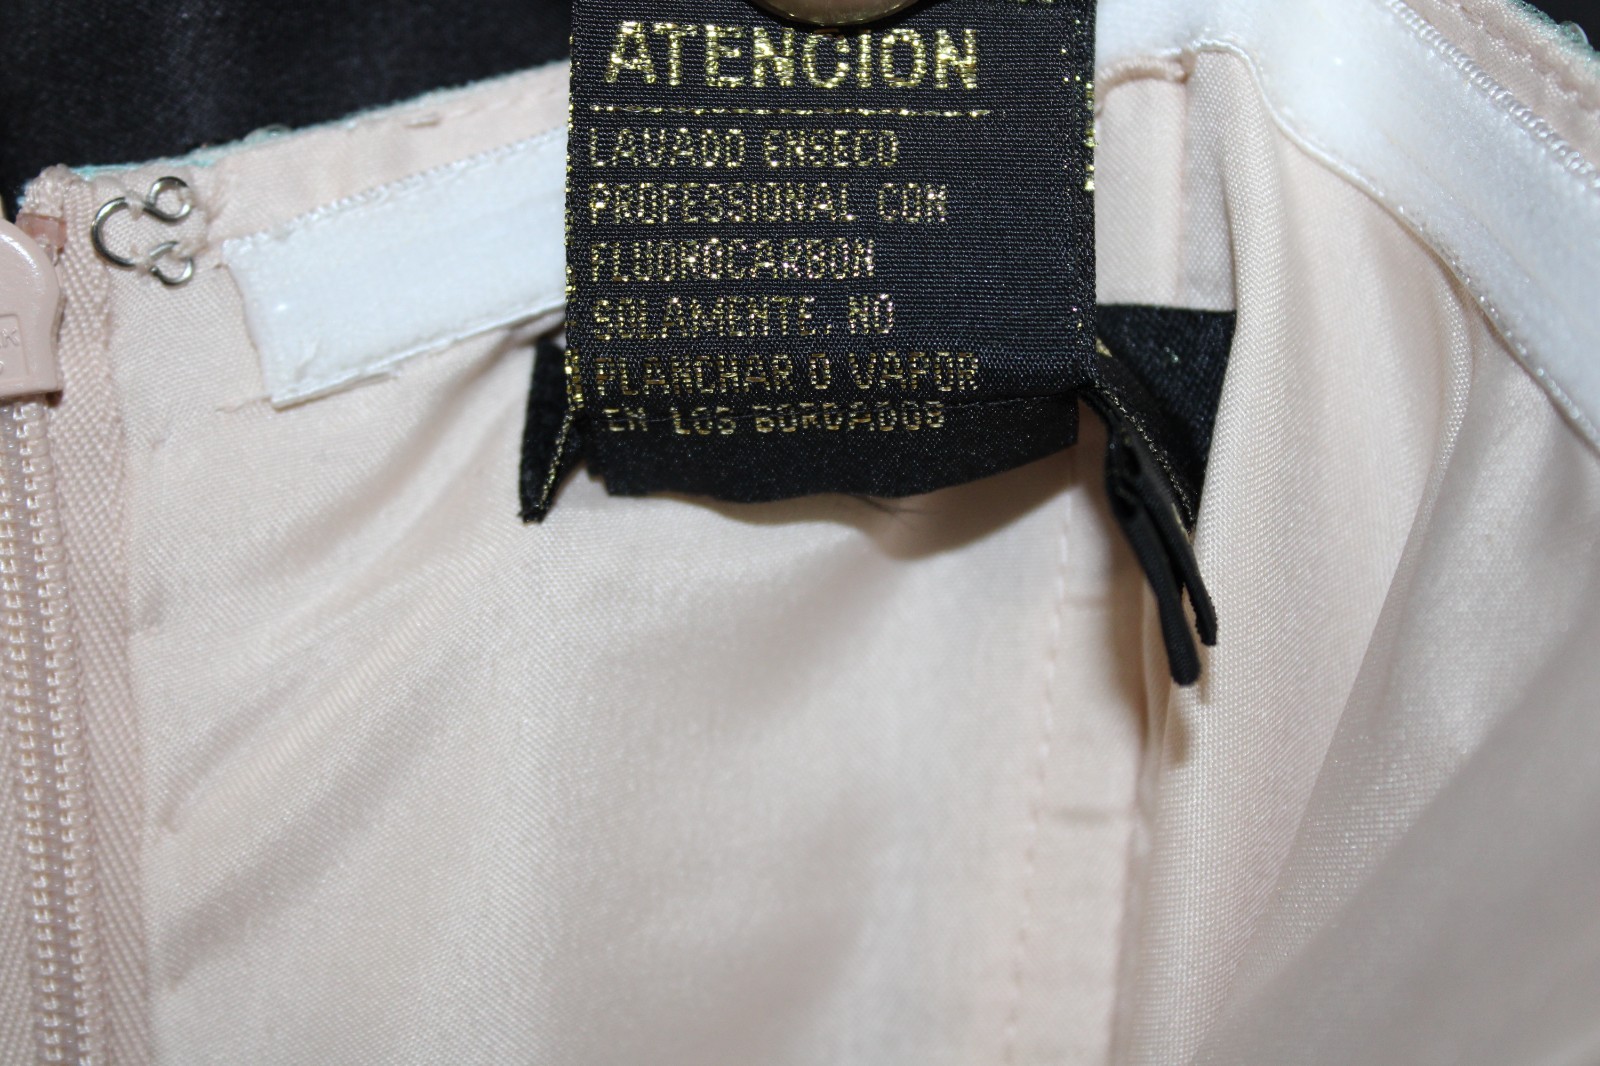 ATENCION
LAVADO ENSECO
PROFESSIONAL CON
FLUOROCARBON
SOLAMENTE, NO
PLANCHAR O VAPOR
EN LOS BORDADOS